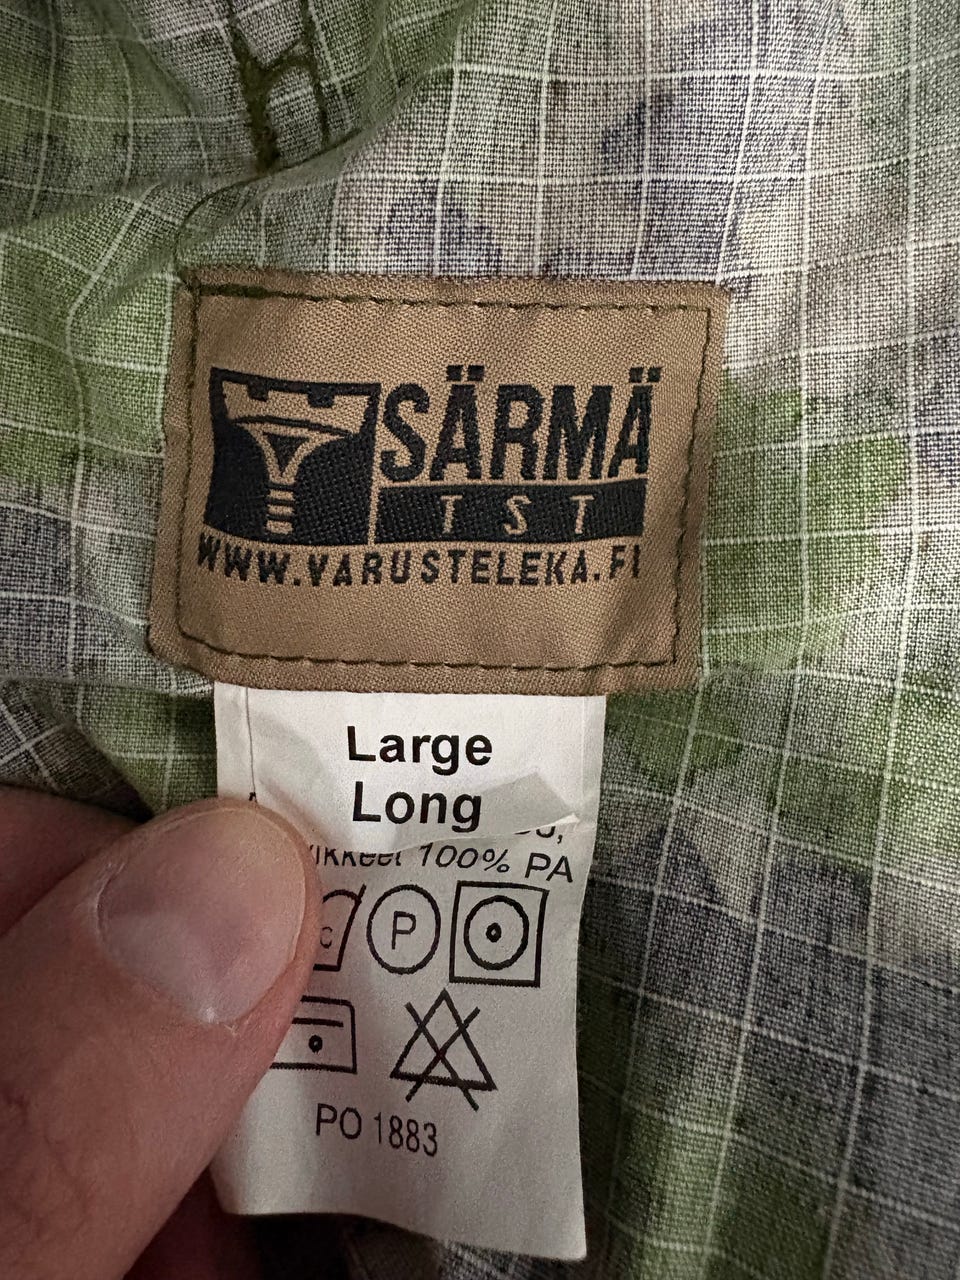 SÄRMÄ
TST
WWW.VARUSTELEKA.FI
Large
Long
100% PA
P
PO 1883